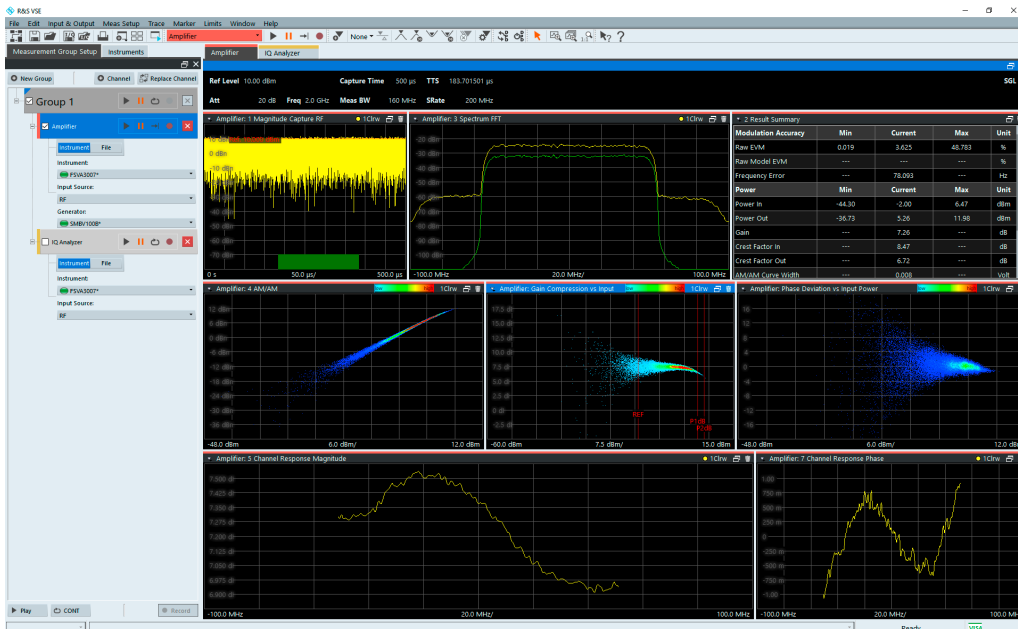 R&S VSE
File Edit Input & Output Meas Setup Trace Marker Limits Window Help
Amplifier None
Measurement Group Setup Instruments Amplifier IQ Analyzer
New Group Channel Replace Channel
Ref Level 10.00 dBm Capture Time 500 µs TTS 183.701501 µs SGL
Att 20 dB Freq 2.0 GHz Meas BW 160 MHz SRate 200 MHz
Group 1
Amplifier
Instrument File
Instrument:
FSVA3007*
Input Source:
RF
Generator:
SMBV100B*
IQ Analyzer
Instrument File
Instrument:
FSVA3007*
Input Source:
RF
Play CONT Record
Amplifier: 1 Magnitude Capture RF 1Clrw
0 dBm
0 s 50.0 µs/ 500.0 µs
Amplifier: 3 Spectrum FFT 1Clrw
-100.0 MHz 20.0 MHz/ 100.0 MHz
2 Result Summary
Modulation Accuracy Min Current Max Unit
Raw EVM 0.019 3.625 48.783 %
Raw Model EVM --- --- --- %
Frequency Error --- 78.093 --- Hz
Power Min Current Max Unit
Power In -44.30 -2.00 6.47 dBm
Power Out -36.73 5.26 11.98 dBm
Gain --- 7.26 --- dB
Crest Factor In --- 8.47 --- dB
Crest Factor Out --- 6.72 --- dB
AM/AM Curve Width --- 0.008 --- Volt
Amplifier: 4 AM/AM 1Clrw
-48.0 dBm 6.0 dBm/ 12.0 dBm
Amplifier: Gain Compression vs Input 1Clrw
REF
P1dB
-60.0 dBm 7.5 dBm/ 15.0 dBm
Amplifier: Phase Deviation vs Input Power 1Clrw
-48.0 dBm 6.0 dBm/ 12.0 dBm
Amplifier: 5 Channel Response Magnitude 1Clrw
-100.0 MHz 20.0 MHz/ 100.0 MHz
Amplifier: 7 Channel Response Phase 1Clrw
-100.0 MHz 20.0 MHz/ 100.0 MHz
Ready VISA